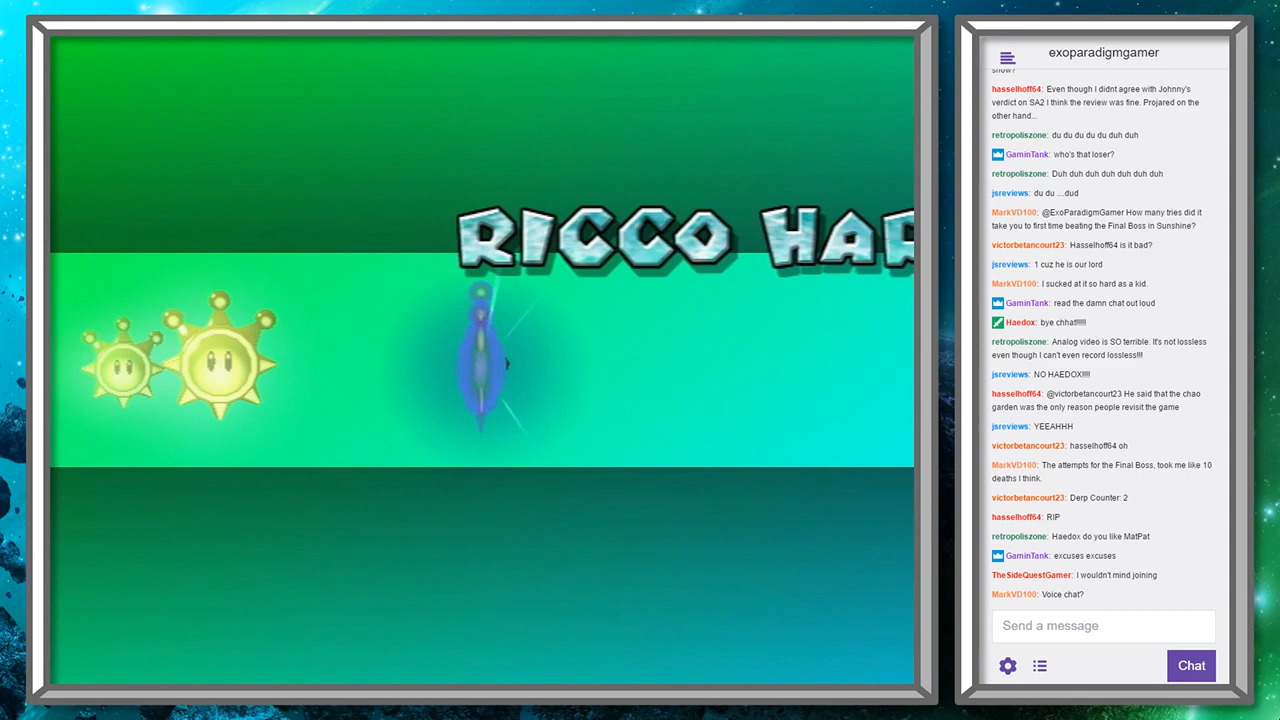 RICCO HAR
exoparadigmgamer
show?
hasselhoff64: Even though I didnt agree with Johnny's
verdict on SA2 I think the review was fine. Projared on the
other hand...
retropoliszone: du du du du du duh duh
GaminTank: who's that loser?
retropoliszone: Duh duh duh duh duh duh duh
jsreviews: du du ....dud
MarkVD100: @ExoParadigmGamer How many tries did it
take you to first time beating the Final Boss in Sunshine?
victorbetancourt23: Hasselhoff64 is it bad?
jsreviews: 1 cuz he is our lord
MarkVD100: I sucked at it so hard as a kid.
GaminTank: read the damn chat out loud
Haedox: bye chhat!!!!!
retropoliszone: Analog video is SO terrible. It's not lossless
even though I can't even record lossless!!!
jsreviews: NO HAEDOX!!!!
hasselhoff64: @victorbetancourt23 He said that the chao
garden was the only reason people revisit the game
jsreviews: YEEAHHH
victorbetancourt23: hasselhoff64 oh
MarkVD100: The attempts for the Final Boss, took me like 10
deaths I think.
victorbetancourt23: Derp Counter: 2
hasselhoff64: RIP
retropoliszone: Haedox do you like MatPat
GaminTank: excuses excuses
TheSideQuestGamer: I wouldn't mind joining
MarkVD100: Voice chat?
Send a message
Chat